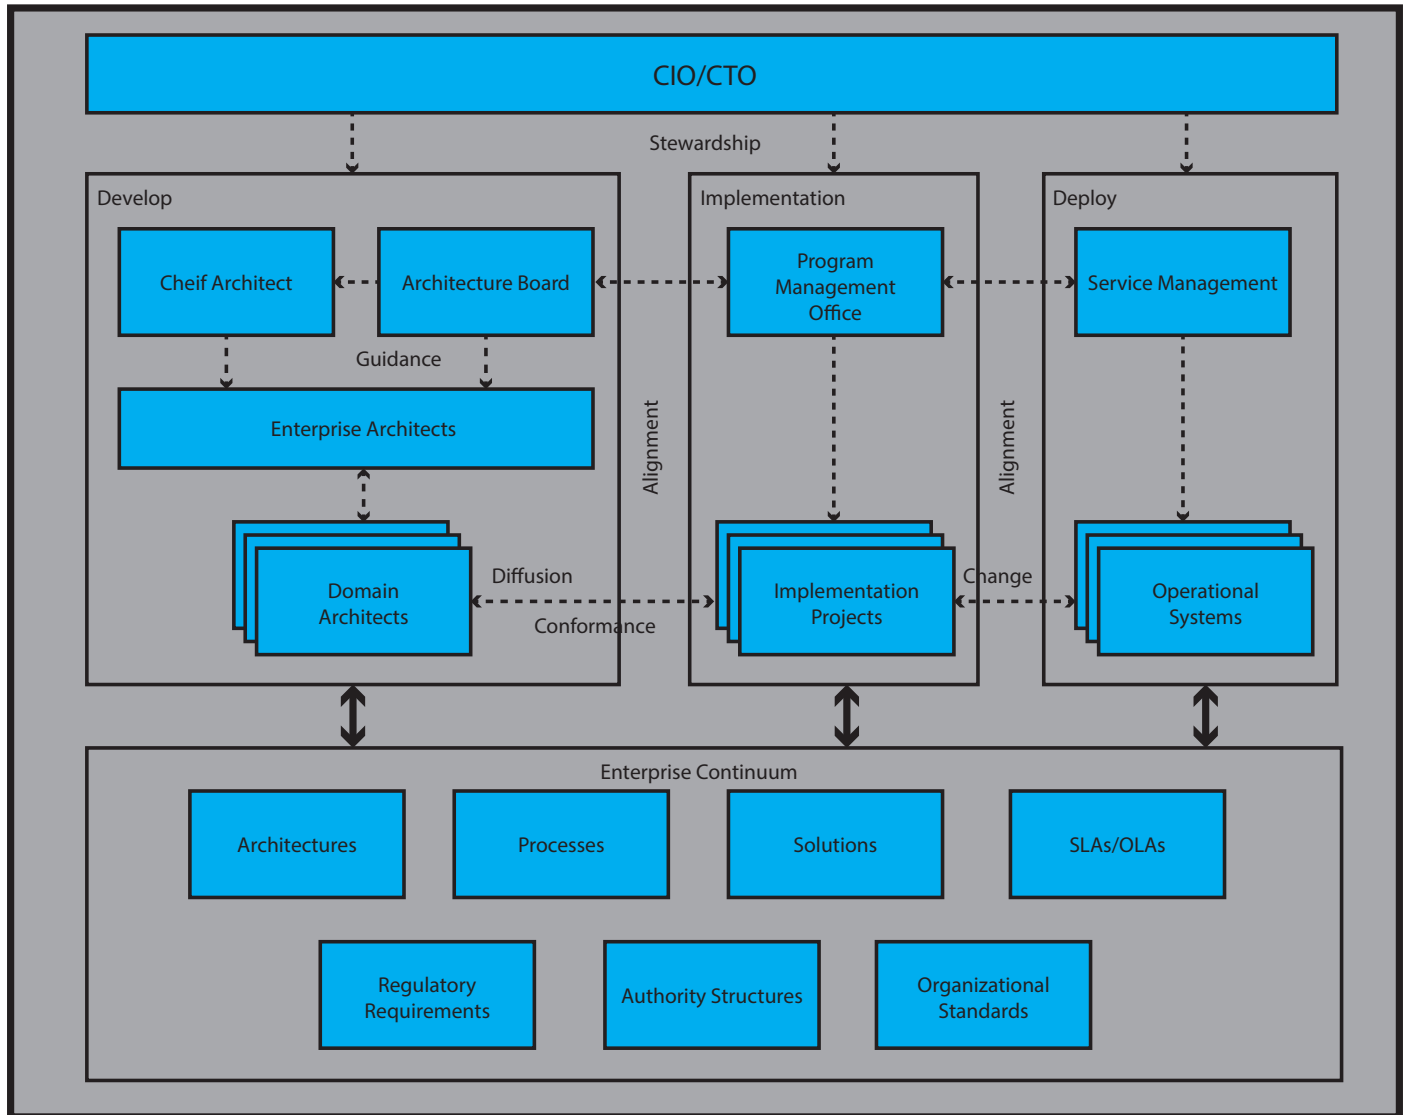 CIO/CTO
Stewardship
Develop
Implementation
Deploy
Cheif Architect
Architecture Board
Program
Management
Office
Service Management
Guidance
Enterprise Architects
Alignment
Alignment
Domain
Architects
Diffusion
Conformance
Implementation
Projects
Change
Operational
Systems
Enterprise Continuum
Architectures
Processes
Solutions
SLAs/OLAs
Regulatory
Requirements
Authority Structures
Organizational
Standards